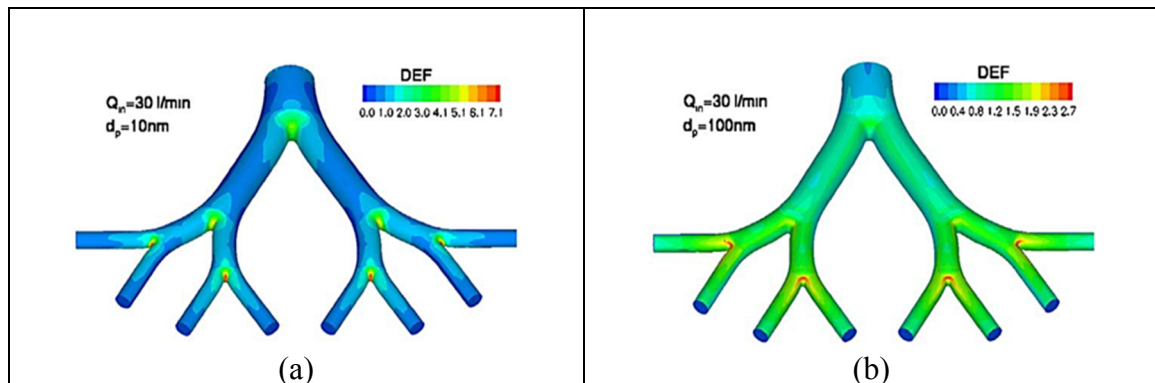 DEF
Q_in=30 l/min
0.0 1.0 2.0 3.0 4.1 5.1 6.1 7.1
d_p=10nm
(a)
DEF
Q_in=30 l/min
0.0 0.4 0.8 1.2 1.5 1.9 2.3 2.7
d_p=100nm
(b)